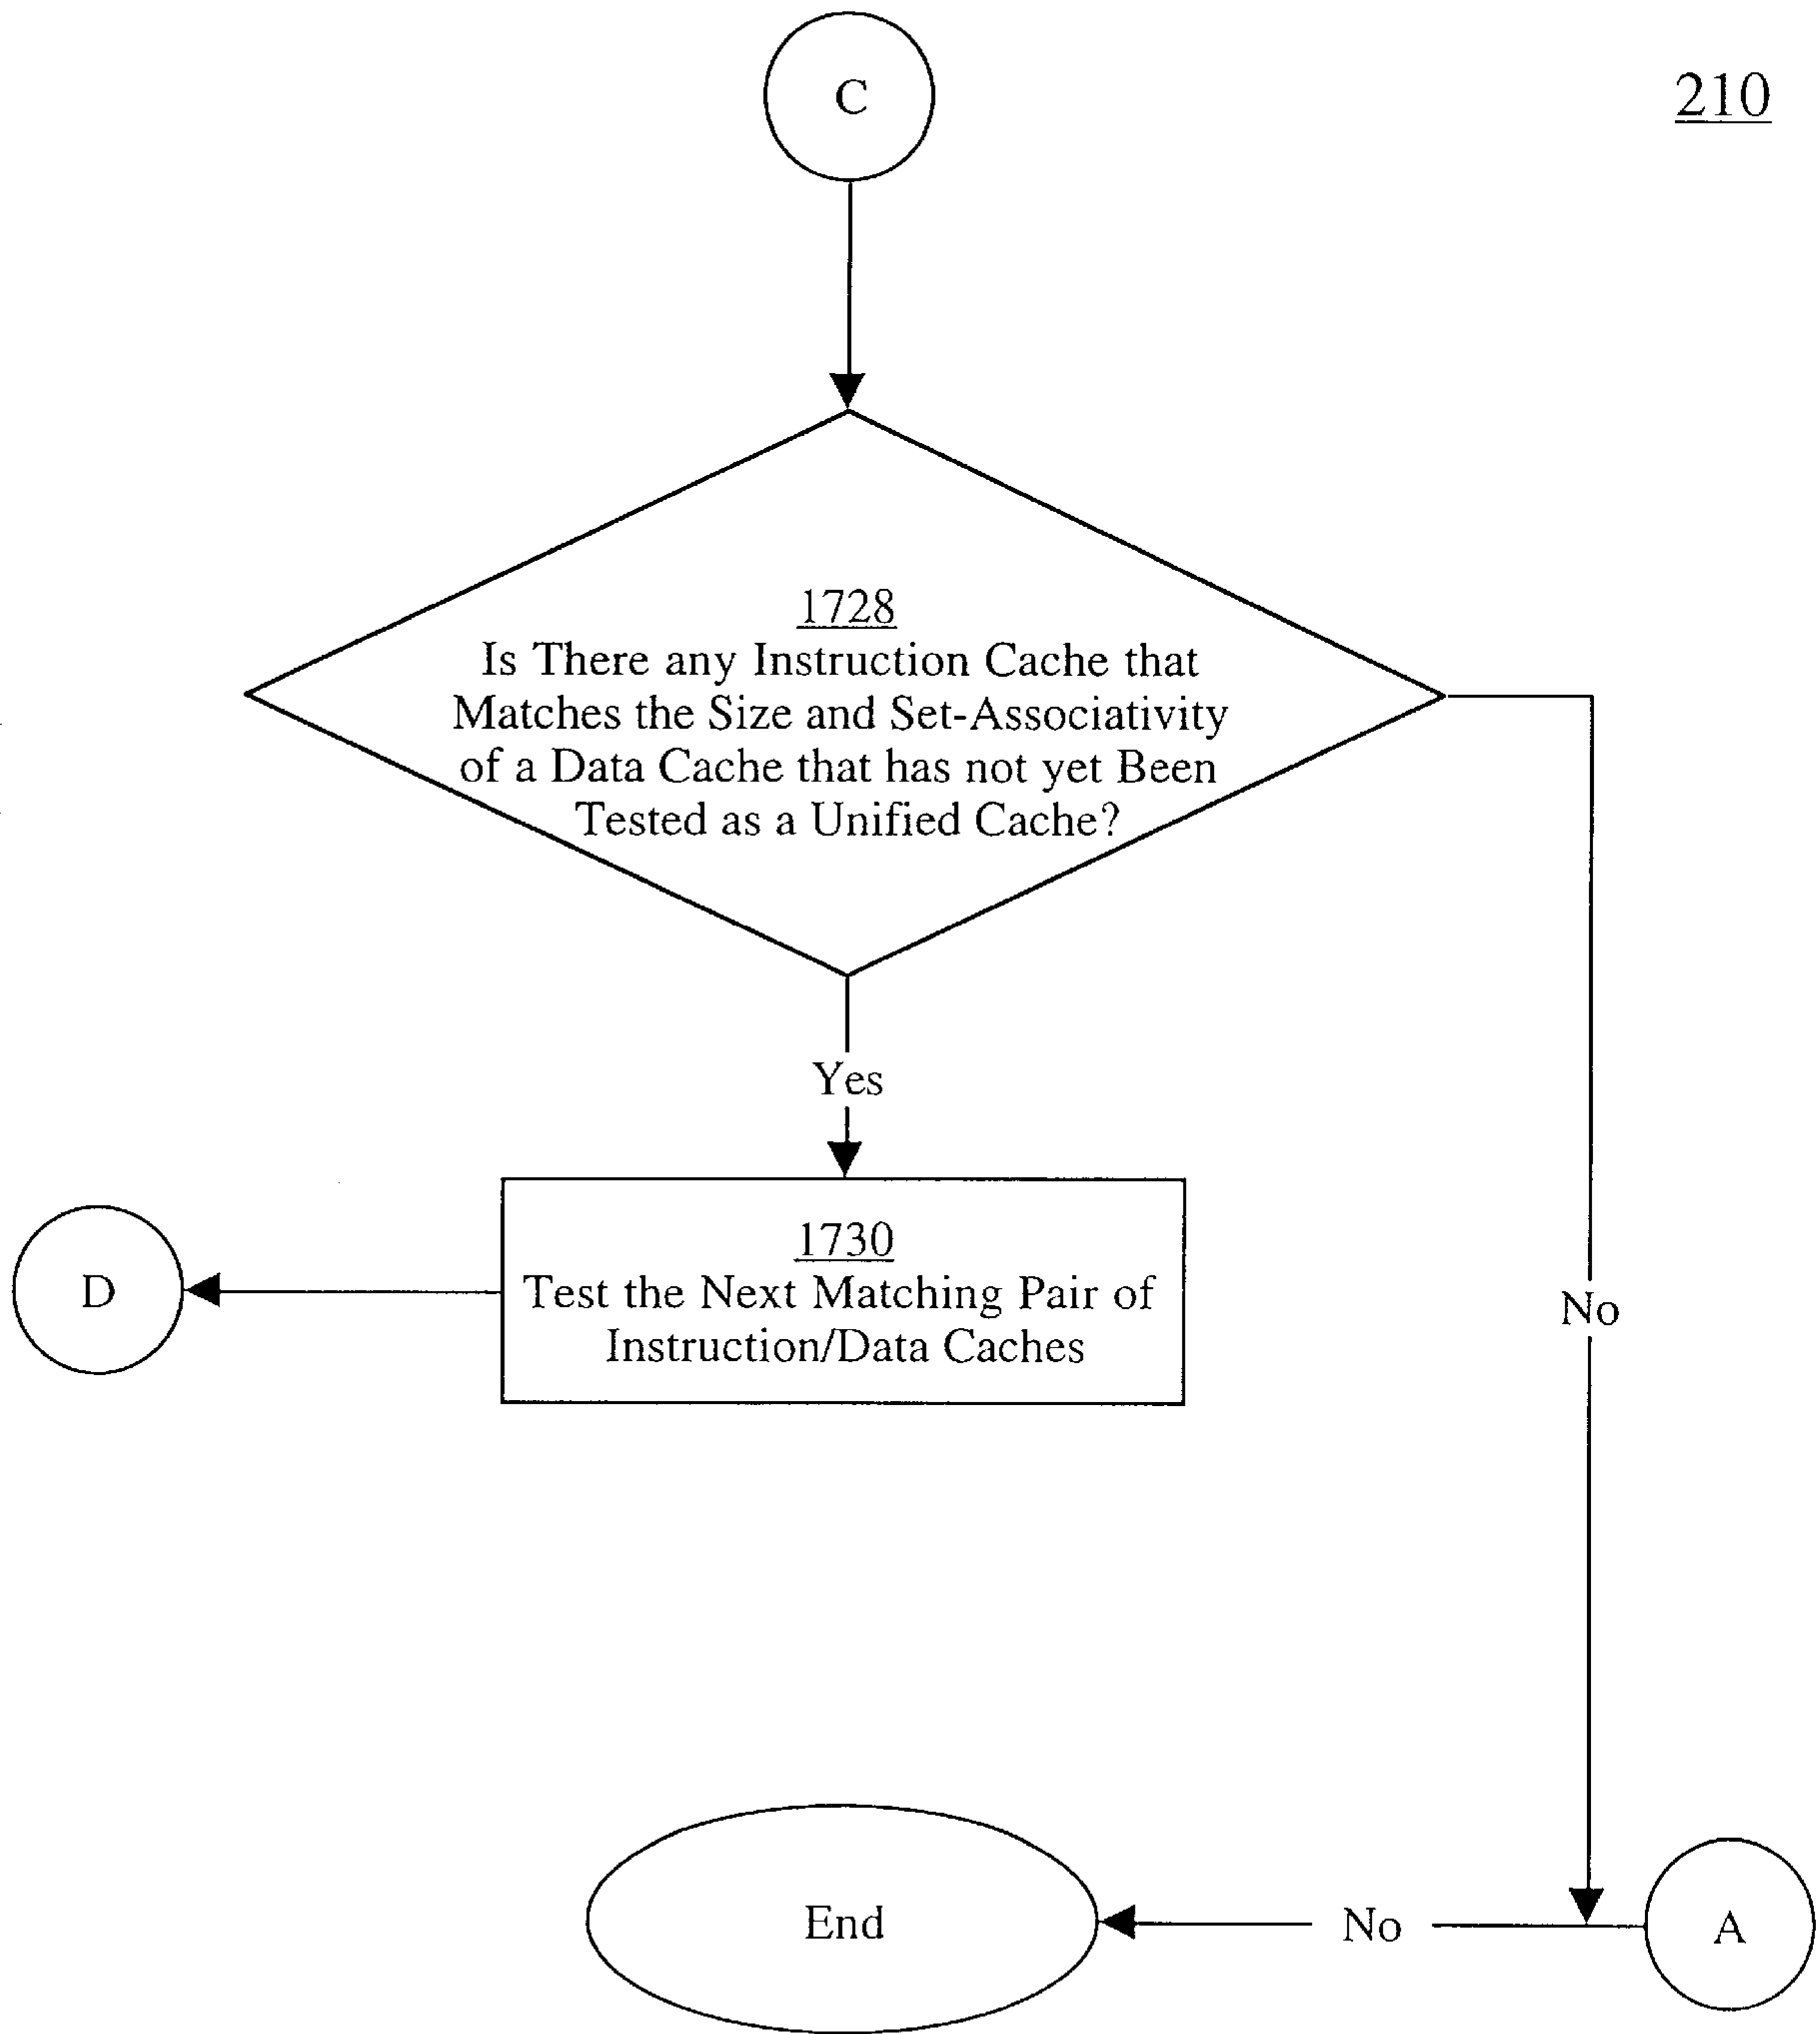 C
210
1728
Is There any Instruction Cache that
Matches the Size and Set-Associativity
of a Data Cache that has not yet Been
Tested as a Unified Cache?
Yes
1730
Test the Next Matching Pair of
Instruction/Data Caches
D
No
End
No
A